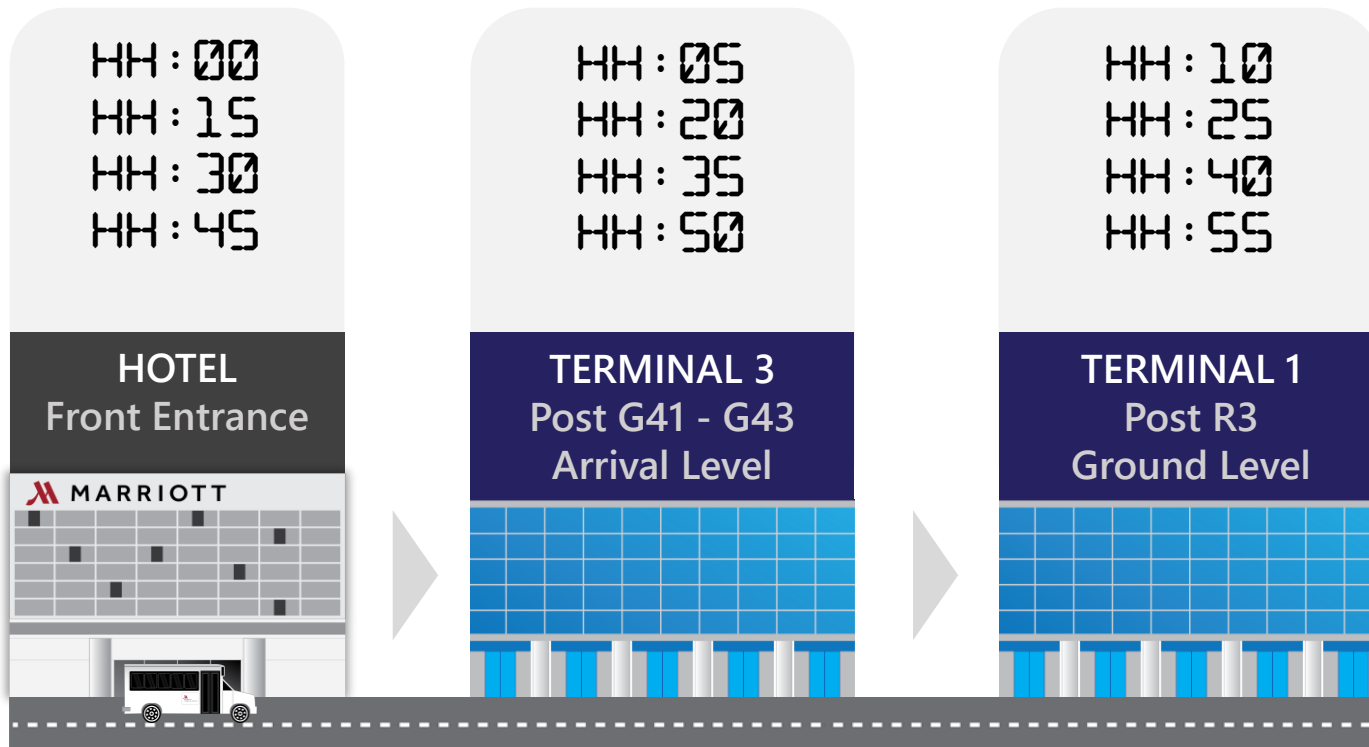 HH:00
HH:15
HH:30
HH:45
HOTEL
Front Entrance
MARRIOTT
HH:05
HH:20
HH:35
HH:50
TERMINAL 3
Post G41 - G43
Arrival Level
HH:10
HH:25
HH:40
HH:55
TERMINAL 1
Post R3
Ground Level